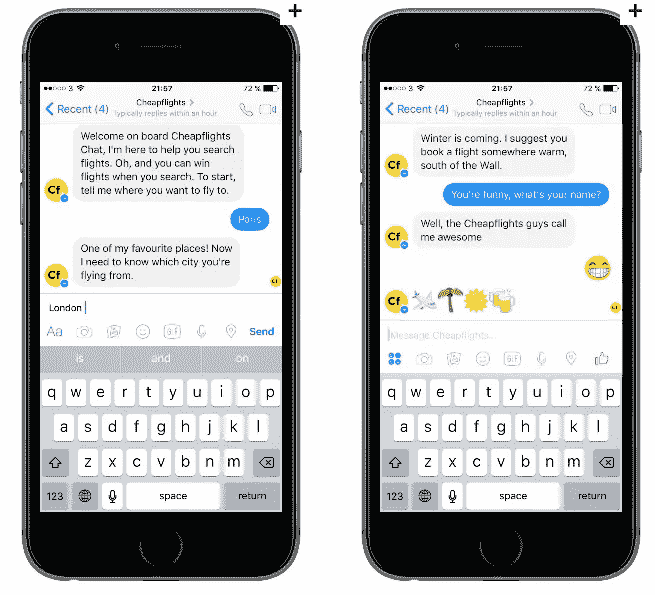 3 21:57 72 %
Recent (4) Cheapflights
Typically replies within an hour
Welcome on board Cheapflights
Chat, I'm here to help you search
flights. Oh, and you can win
flights when you search. To start,
tell me where you want to fly to.
Cf
Paris
One of my favourite places! Now
I need to know which city you're
flying from.
Cf
London
Aa GIF Send
is and on
q w e r t y u i o p
a s d f g h j k l
z x c v b n m
123 space return
3 21:57 72 %
Recent (4) Cheapflights
Typically replies within an hour
Winter is coming. I suggest you
book a flight somewhere warm,
south of the Wall.
Cf
You're funny, what's your name?
Well, the Cheapflights guys call
me awesome
Cf
Cf
Message Cheapflights...
GIF
q w e r t y u i o p
a s d f g h j k l
z x c v b n m
123 space return